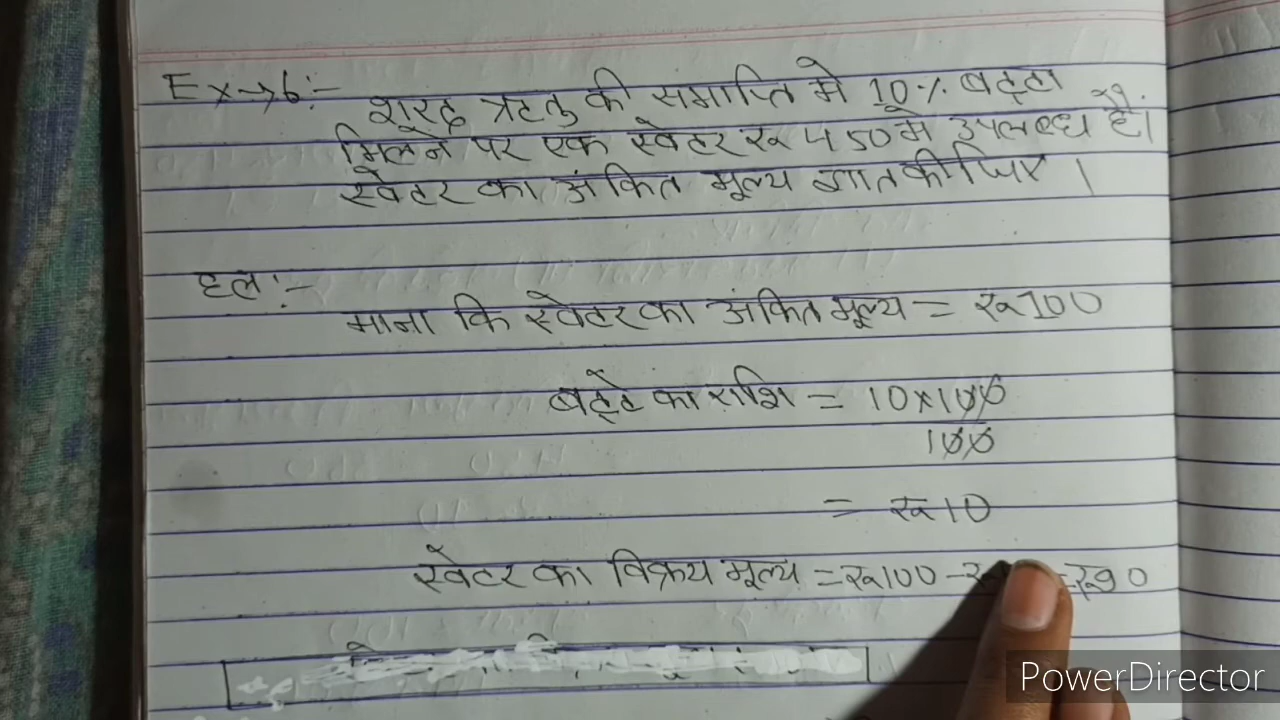 Ex→6:-
शरद ऋतु की समाप्ति मे 10% बट्टा
मिलने पर एक स्वेटर रू 450 मे उपलब्ध है।
स्वेटर का अंकित मूल्य ज्ञात कीजिए ।
हल:-
माना कि स्वेटर का अंकित मूल्य = रू 100
बट्टे का राशि = 10×100
100
= रू 10
स्वेटर का विक्रय मूल्य = रू 100 - = रू 90
PowerDirector